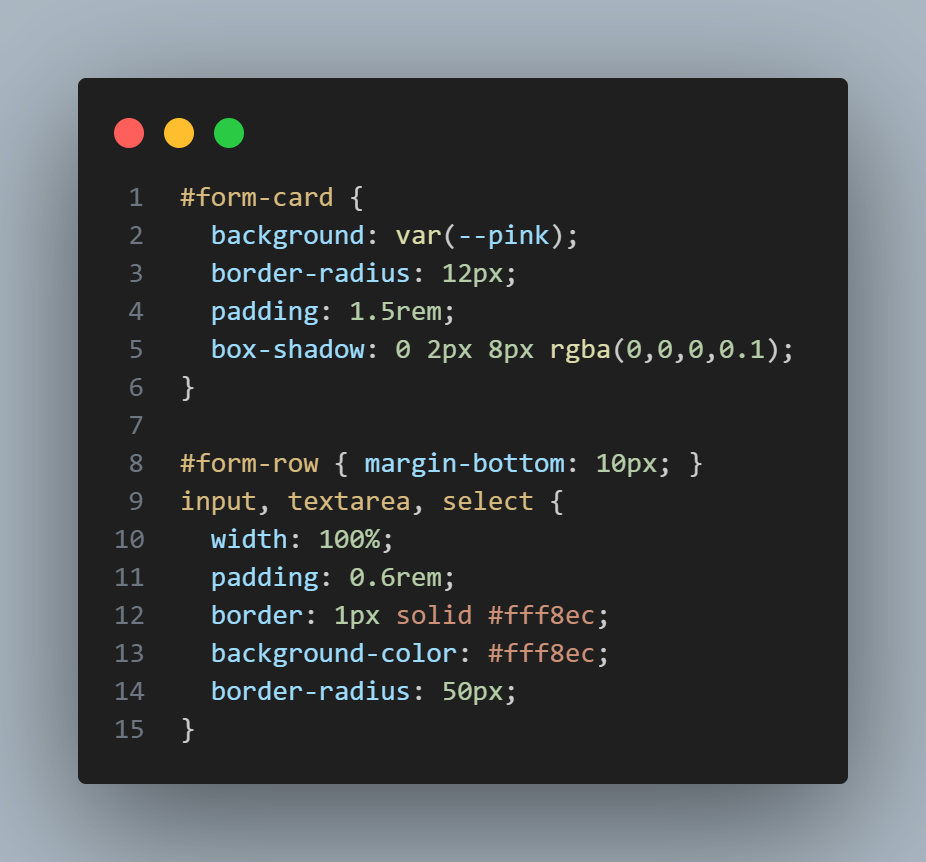 1 #form-card {
2   background: var(--pink);
3   border-radius: 12px;
4   padding: 1.5rem;
5   box-shadow: 0 2px 8px rgba(0,0,0,0.1);
6 }
7
8 #form-row { margin-bottom: 10px; }
9 input, textarea, select {
10   width: 100%;
11   padding: 0.6rem;
12   border: 1px solid #fff8ec;
13   background-color: #fff8ec;
14   border-radius: 50px;
15 }